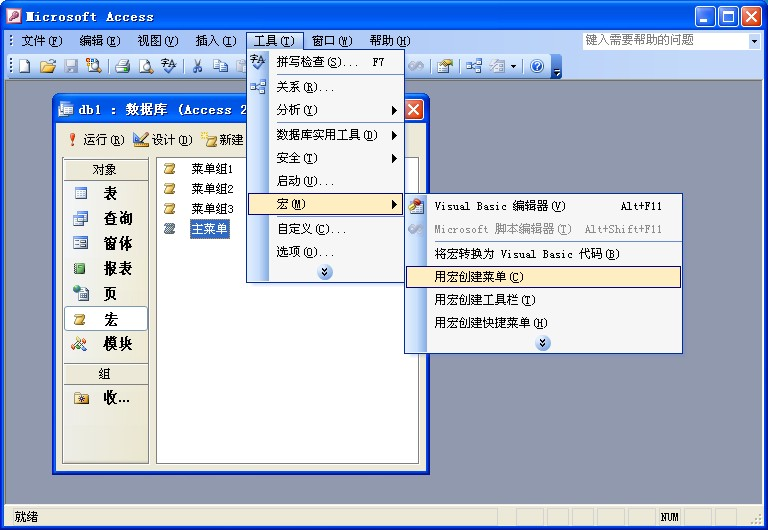 Microsoft Access
文件(F) 编辑(E) 视图(V) 插入(I) 工具(T) 窗口(W) 帮助(H) 键入需要帮助的问题
db1 : 数据库 (Access 2
运行(R) 设计(D) 新建
对象
表
查询
窗体
报表
页
宏
模块
组
收...
菜单组1
菜单组2
菜单组3
主菜单
拼写检查(S)... F7
关系(R)...
分析(Y)
数据库实用工具(D)
安全(T)
启动(U)...
宏(M)
自定义(C)...
选项(O)...
Visual Basic 编辑器(V) Alt+F11
Microsoft 脚本编辑器(T) Alt+Shift+F11
将宏转换为 Visual Basic 代码(B)
用宏创建菜单(C)
用宏创建工具栏(T)
用宏创建快捷菜单(H)
就绪 NUM